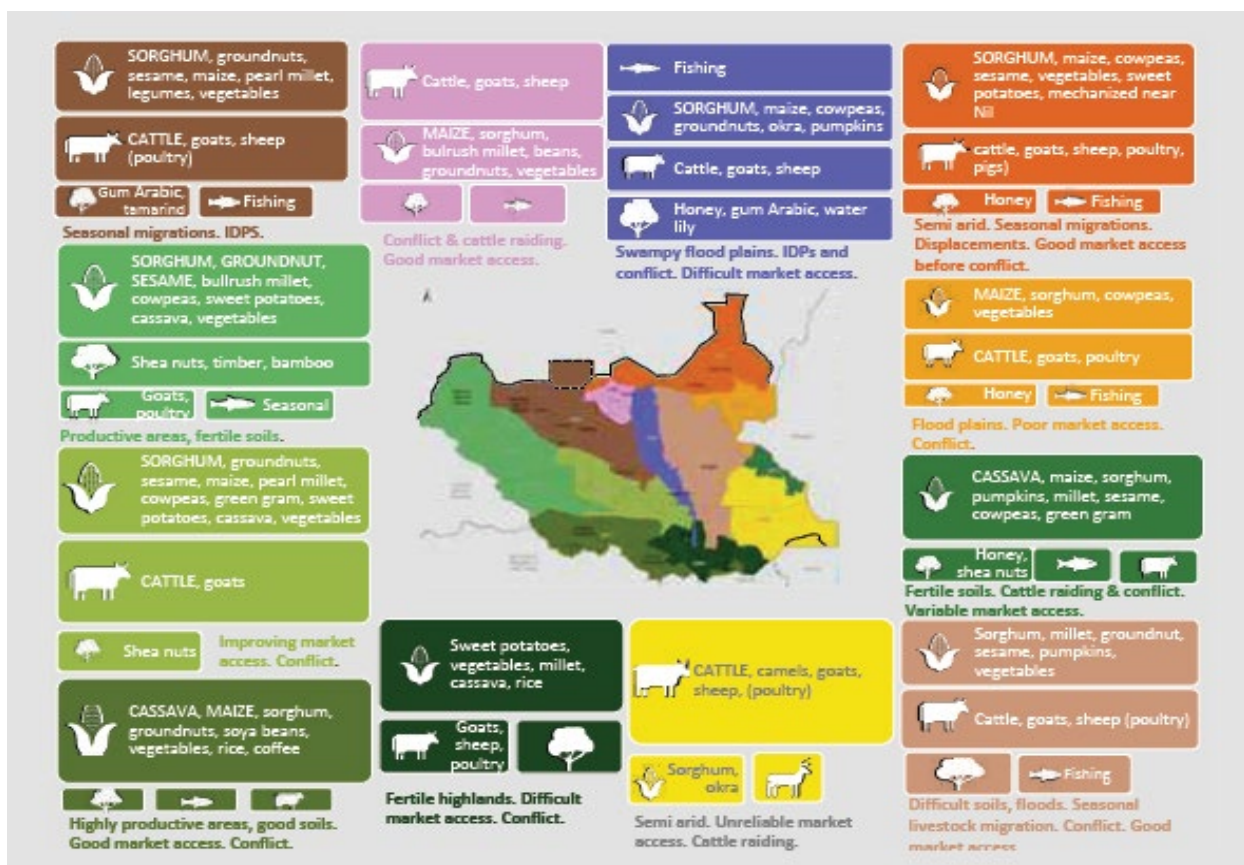 SORGHUM, groundnuts,
sesame, maize, pearl millet,
legumes, vegetables
CATTLE, goats, sheep
(poultry)
Gum Arabic,
tamarind
Fishing
Seasonal migrations. IDPS.
Cattle, goats, sheep
MAIZE, sorghum,
bulrush millet, beans,
groundnuts, vegetables
Conflict & cattle raiding.
Good market access.
Fishing
SORGHUM, maize, cowpeas,
groundnuts, okra, pumpkins
Cattle, goats, sheep
Honey, gum Arabic, water
lily
Swampy flood plains. IDPs and
conflict. Difficult market access.
SORGHUM, maize, cowpeas,
sesame, vegetables, sweet
potatoes, mechanized near
Nil
cattle, goats, sheep, poultry,
pigs)
Honey
Fishing
Semi arid. Seasonal migrations.
Displacements. Good market access
before conflict.
SORGHUM, GROUNDNUT,
SESAME, bullrush millet,
cowpeas, sweet potatoes,
cassava, vegetables
Shea nuts, timber, bamboo
Goats,
poultry
Seasonal
Productive areas, fertile soils.
MAIZE, sorghum, cowpeas,
vegetables
CATTLE, goats, poultry
Honey
Fishing
Flood plains. Poor market access.
Conflict.
SORGHUM, groundnuts,
sesame, maize, pearl millet,
cowpeas, green gram, sweet
potatoes, cassava, vegetables
CATTLE, goats
Shea nuts
Improving market
access. Conflict.
CASSAVA, maize, sorghum,
pumpkins, millet, sesame,
cowpeas, green gram
Honey,
shea nuts
Fertile soils. Cattle raiding & conflict.
Variable market access.
CASSAVA, MAIZE, sorghum,
groundnuts, soya beans,
vegetables, rice, coffee
Highly productive areas, good soils.
Good market access. Conflict.
Sweet potatoes,
vegetables, millet,
cassava, rice
Goats,
sheep,
poultry
Fertile highlands. Difficult
market access. Conflict.
CATTLE, camels, goats,
sheep, (poultry)
Sorghum,
okra
Semi arid. Unreliable market
access. Cattle raiding.
Sorghum, millet, groundnut,
sesame, pumpkins,
vegetables
Cattle, goats, sheep (poultry)
Fishing
Difficult soils, floods. Seasonal
livestock migration. Conflict. Good
market access